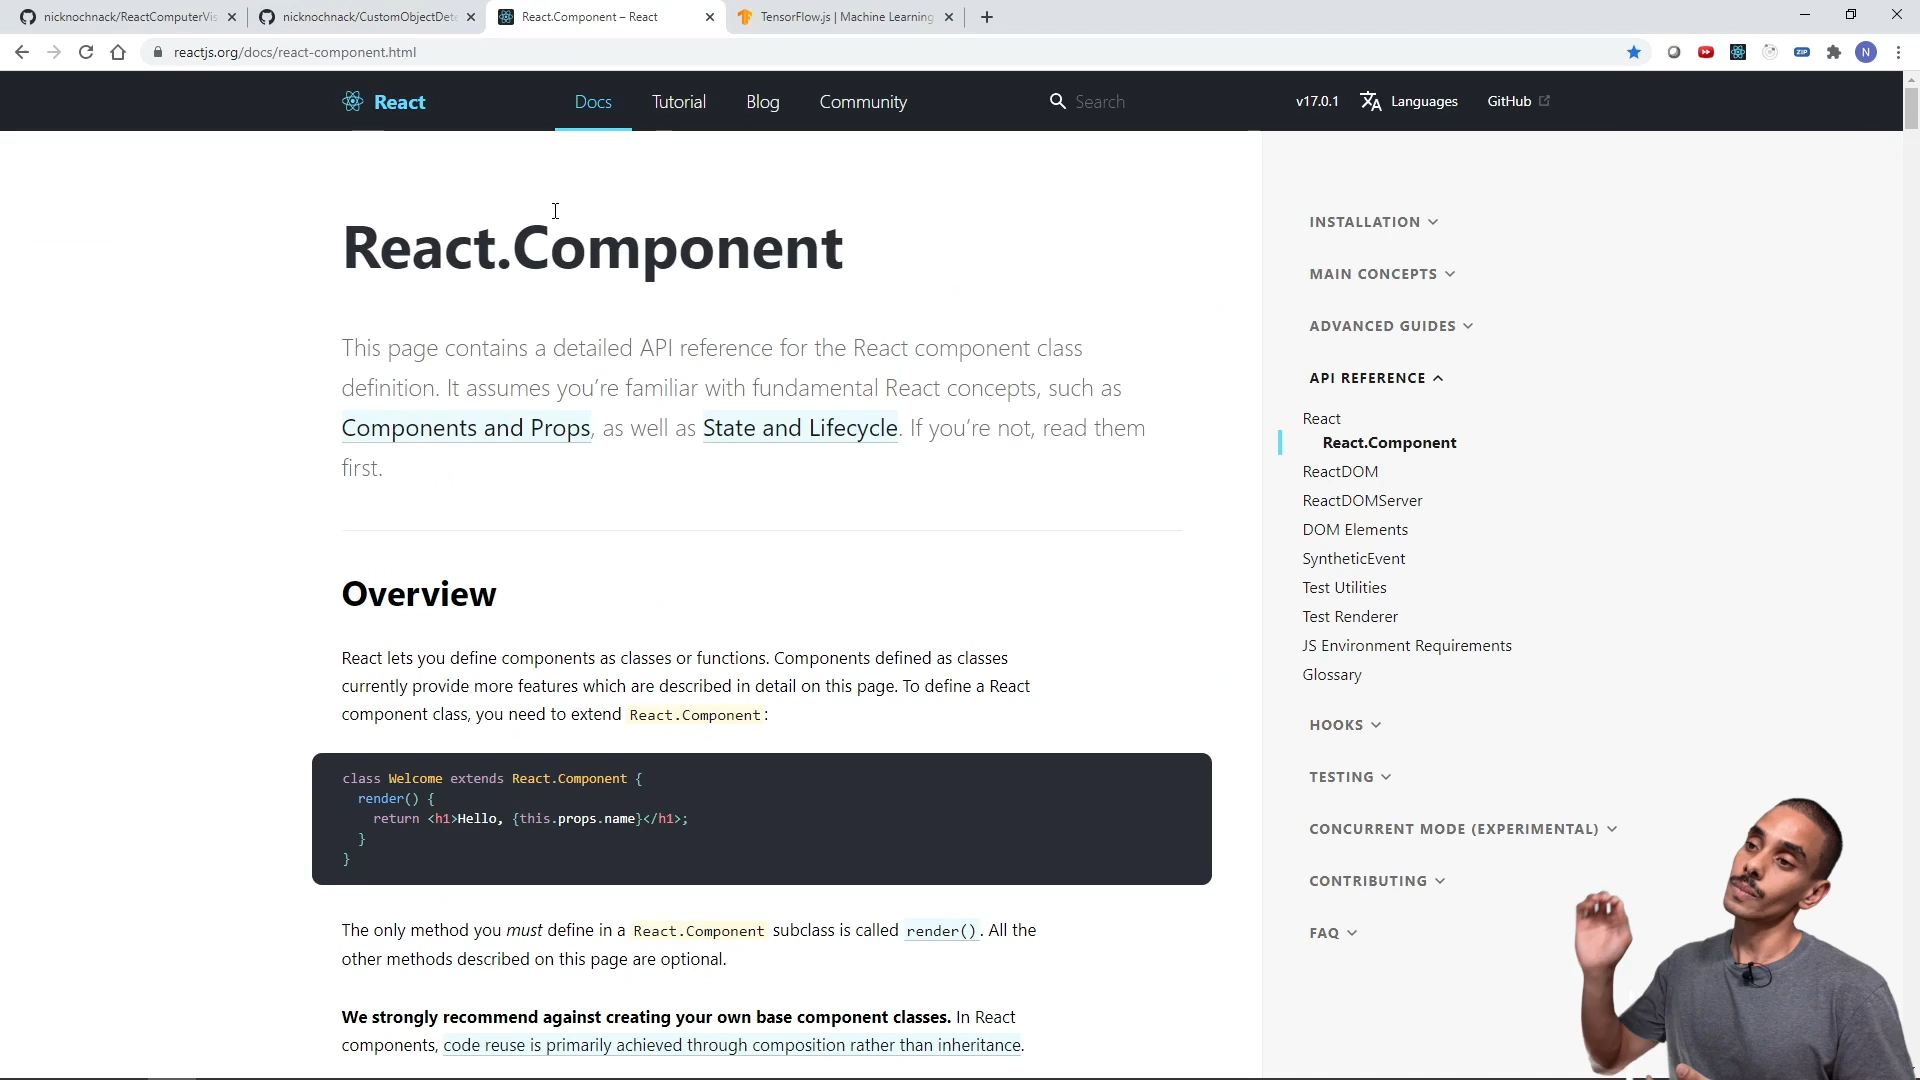 nicknochnack/ReactComputerVis
nicknochnack/CustomObjectDete
React.Component – React
TensorFlow.js | Machine Learning
reactjs.org/docs/react-component.html
ZIP
N
React
Docs
Tutorial
Blog
Community
Search
v17.0.1
Languages
GitHub
React.Component
This page contains a detailed API reference for the React component class
definition. It assumes you’re familiar with fundamental React concepts, such as
Components and Props, as well as State and Lifecycle. If you’re not, read them
first.
Overview
React lets you define components as classes or functions. Components defined as classes
currently provide more features which are described in detail on this page. To define a React
component class, you need to extend React.Component:
class Welcome extends React.Component {
render() {
return <h1>Hello, {this.props.name}</h1>;
}
}
The only method you must define in a React.Component subclass is called render(). All the
other methods described on this page are optional.
We strongly recommend against creating your own base component classes. In React
components, code reuse is primarily achieved through composition rather than inheritance.
INSTALLATION
MAIN CONCEPTS
ADVANCED GUIDES
API REFERENCE
React
React.Component
ReactDOM
ReactDOMServer
DOM Elements
SyntheticEvent
Test Utilities
Test Renderer
JS Environment Requirements
Glossary
HOOKS
TESTING
CONCURRENT MODE (EXPERIMENTAL)
CONTRIBUTING
FAQ